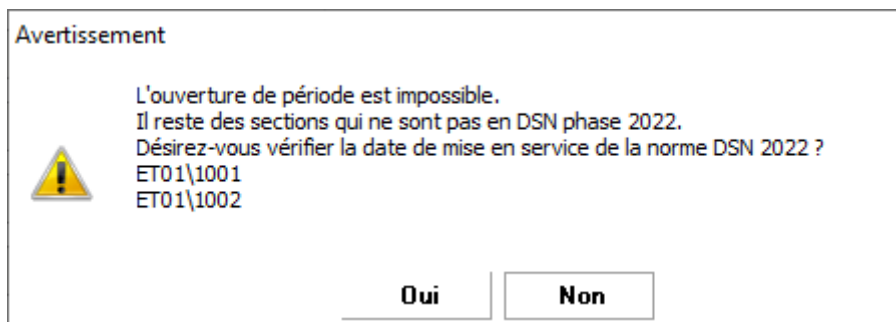 Avertissement
L'ouverture de période est impossible.
Il reste des sections qui ne sont pas en DSN phase 2022.
Désirez-vous vérifier la date de mise en service de la norme DSN 2022 ?
ET01\1001
ET01\1002
Oui
Non